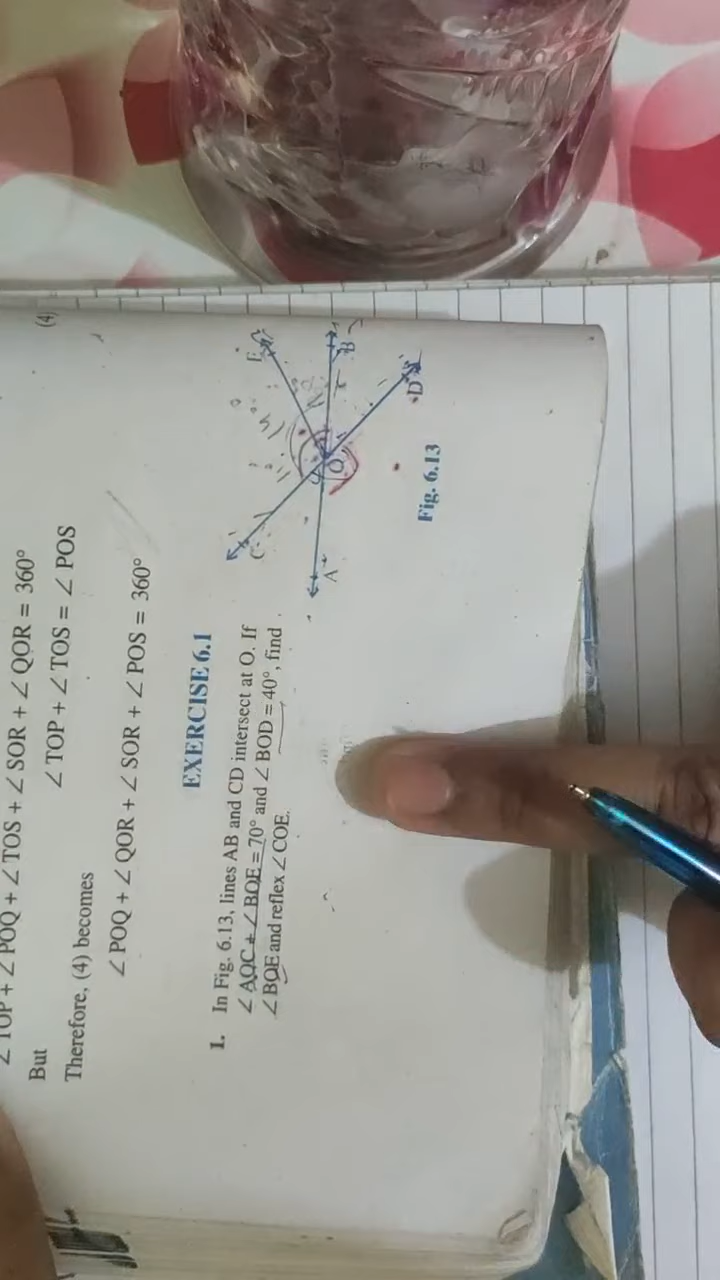 ∠TOP + ∠POQ + ∠TOS + ∠SOR + ∠QOR = 360°
(4)
But ∠TOP + ∠TOS = ∠POS
Therefore, (4) becomes
∠POQ + ∠QOR + ∠SOR + ∠POS = 360°
EXERCISE 6.1
1. In Fig. 6.13, lines AB and CD intersect at O. If
∠AOC + ∠BOE = 70° and ∠BOD = 40°, find
∠BOE and reflex ∠COE.
C
E
A
O
B
D
Fig. 6.13